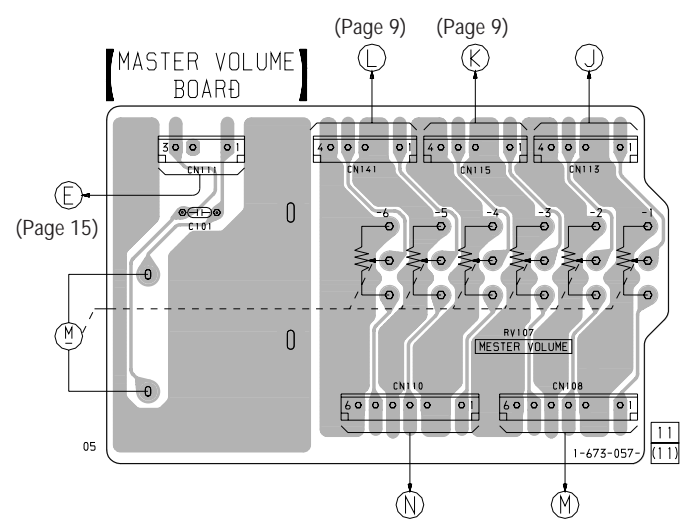 (Page 9) (Page 9)
L K J
MASTER VOLUME
BOARD
3 1 4 1 4 1 4 1
CN111 CN141 CN115 CN113
E
(Page 15)
C101
-6 -5 -4 -3 -2 -1
M
RV107
MESTER VOLUME
CN110 CN108
6 1 6 1
05
11
1-673-057- (11)
N M